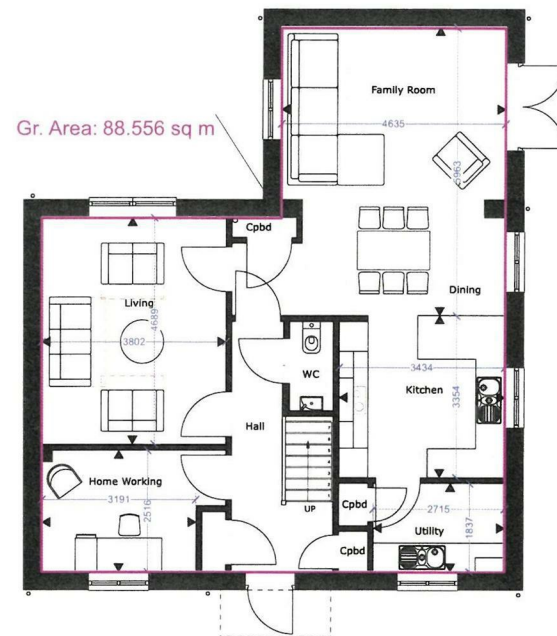 Family Room
4635
Gr. Area: 88.556 sq m
5963
Cpbd
Living
4689
3802
Dining
WC
3434
3354
Kitchen
Hall
Home Working
3191
2516
UP
Cpbd
2715
Utility
1837
Cpbd